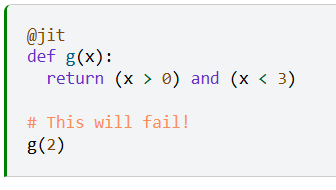 @jit
def g(x):
  return (x > 0) and (x < 3)

# This will fail!
g(2)